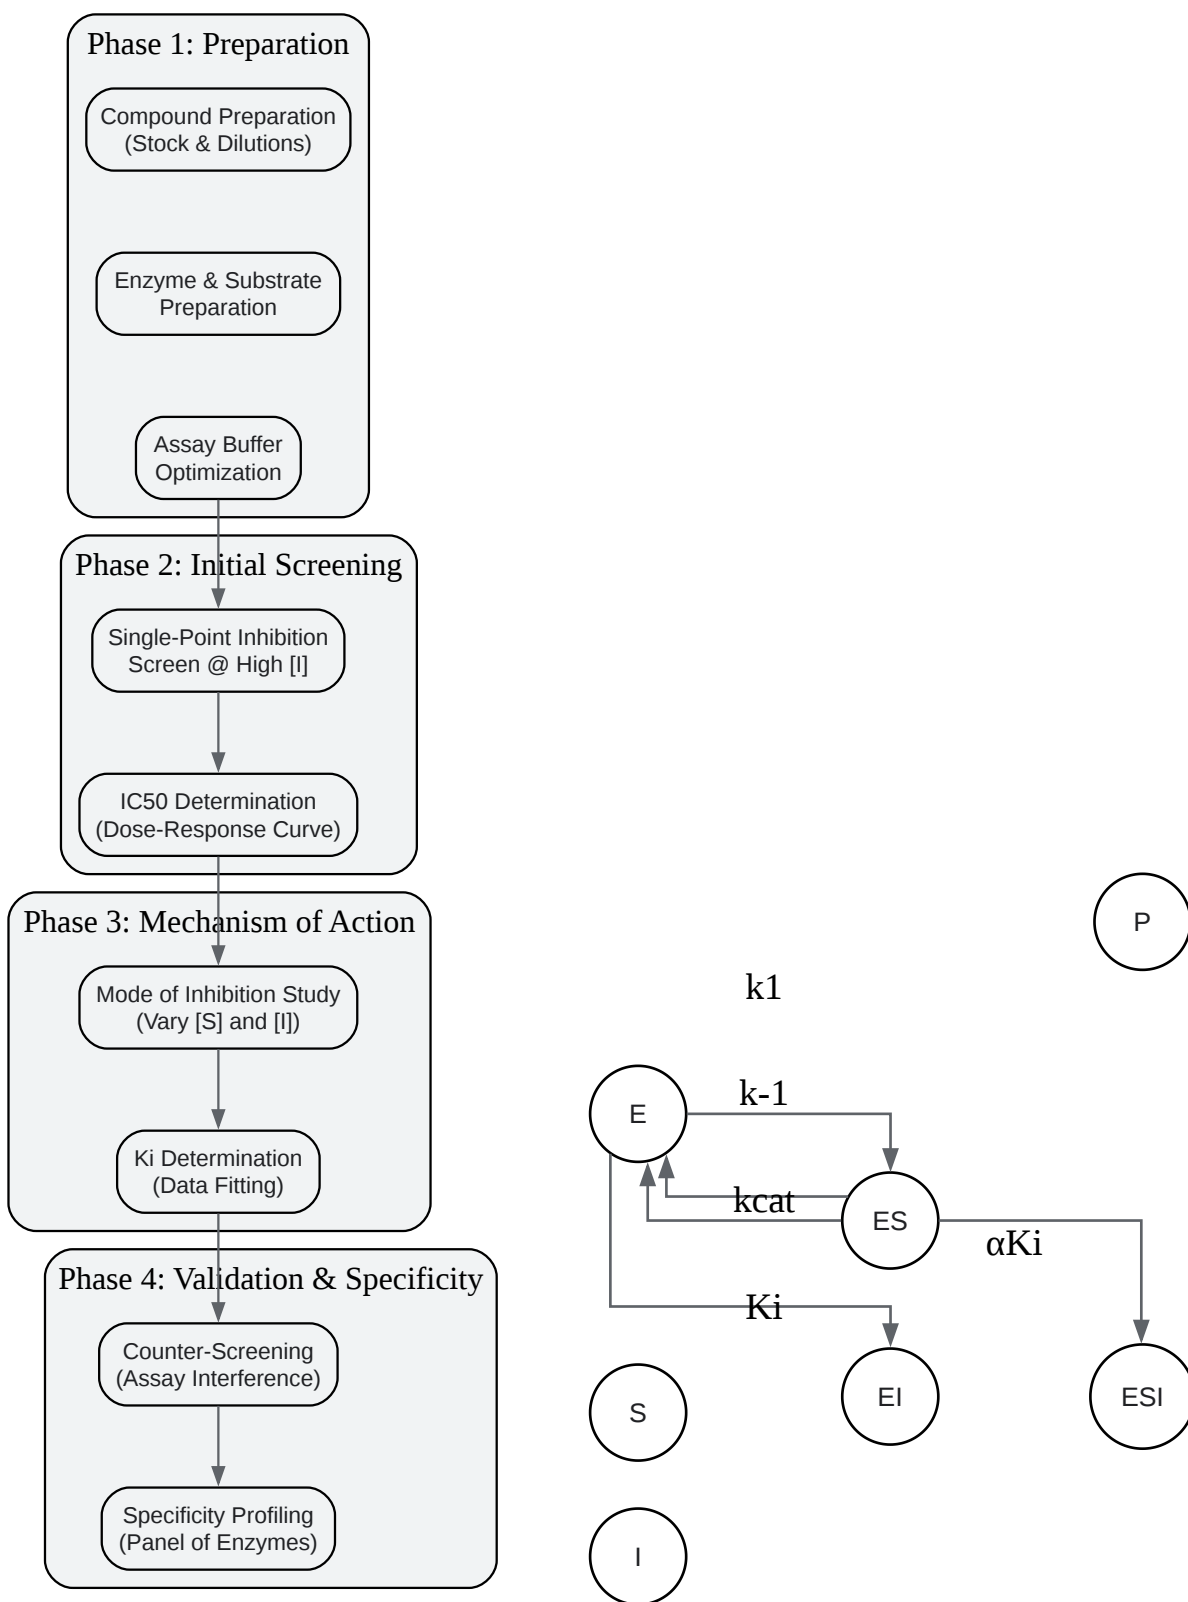 Phase 1: Preparation
Compound Preparation
(Stock & Dilutions)
Enzyme & Substrate
Preparation
Assay Buffer
Optimization
Phase 2: Initial Screening
Single-Point Inhibition
Screen @ High [I]
IC50 Determination
(Dose-Response Curve)
Phase 3: Mechanism of Action
Mode of Inhibition Study
(Vary [S] and [I])
Ki Determination
(Data Fitting)
Phase 4: Validation & Specificity
Counter-Screening
(Assay Interference)
Specificity Profiling
(Panel of Enzymes)
P
k1
k-1
E
kcat
ES
αKi
Ki
EI
ESI
S
I